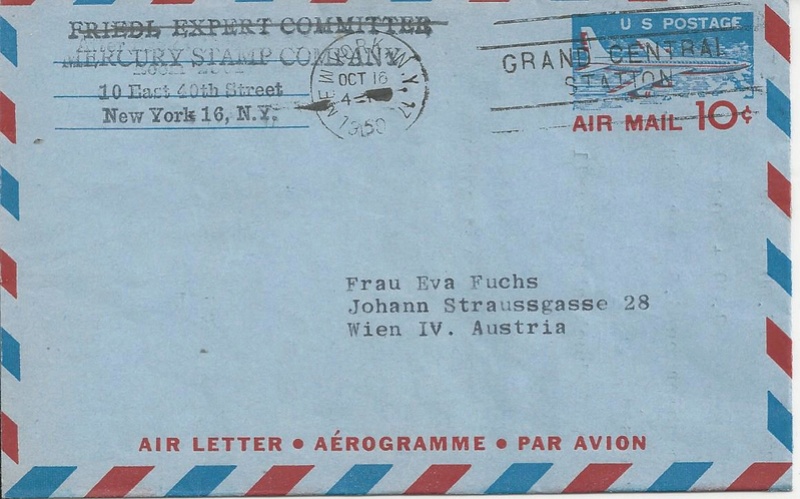 FRIEDL EXPERT COMMITTEE
MERCURY STAMP COMPANY
10 East 40th Street
New York 16, N.Y.
NEW YORK, N.Y. 17
OCT 16
GRAND CENTRAL
STATION
U S POSTAGE
AIR MAIL 10¢
Frau Eva Fuchs
Johann Straussgasse 28
Wien IV. Austria
AIR LETTER • AÉROGRAMME • PAR AVION